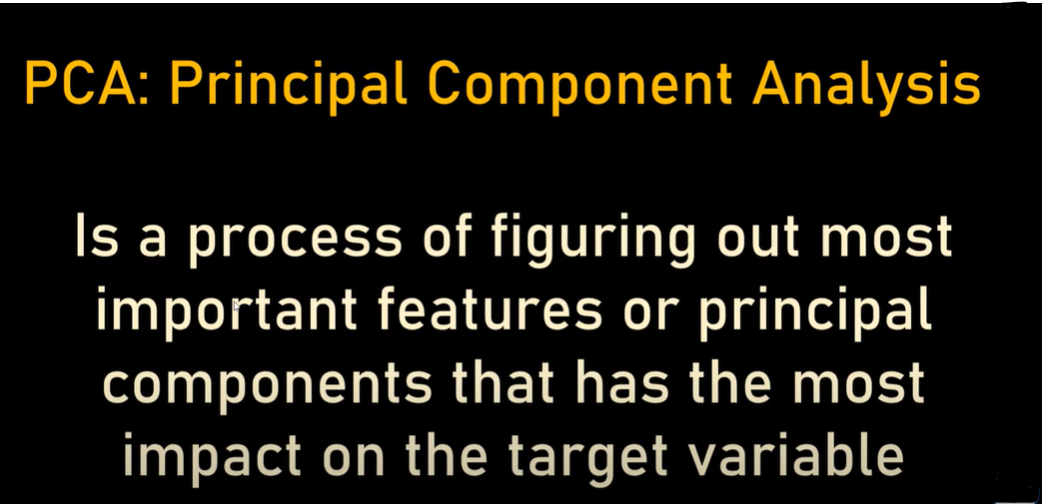 PCA: Principal Component Analysis
Is a process of figuring out most
important features or principal
components that has the most
impact on the target variable